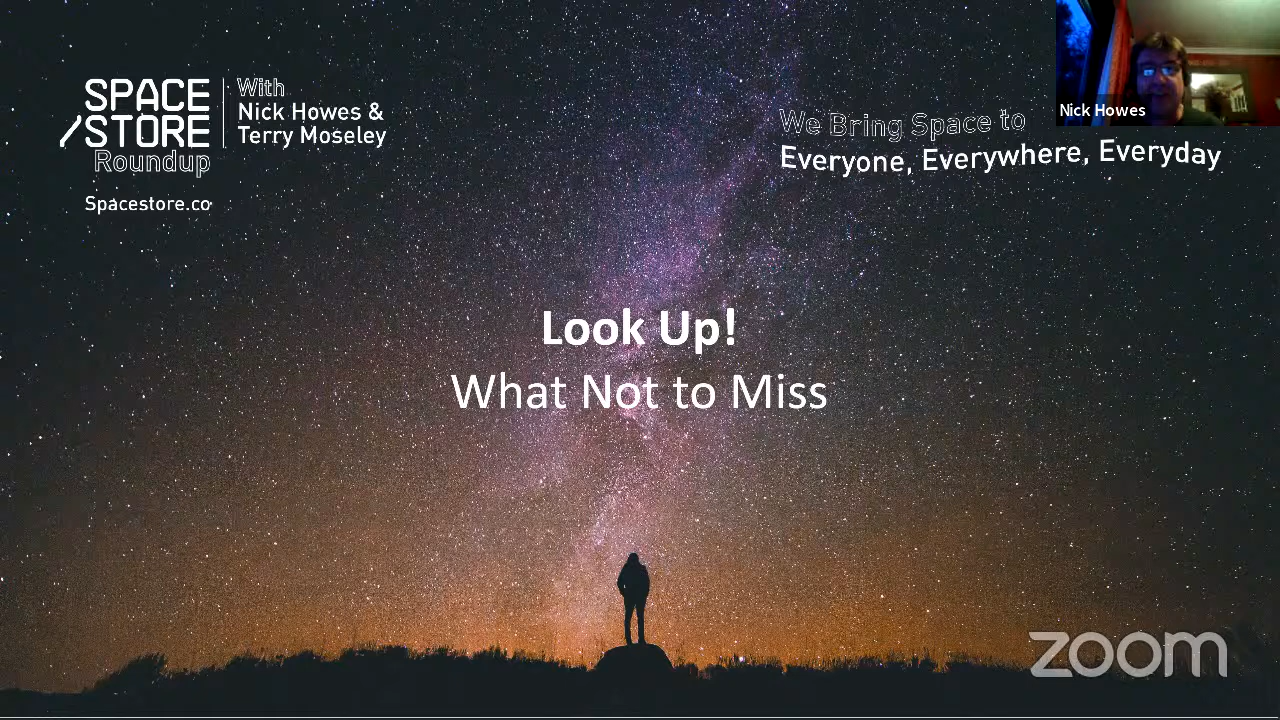 SPACE
STORE
Roundup
Spacestore.co
With
Nick Howes &
Terry Moseley
We Bring Space to
Everyone, Everywhere, Everyday
Nick Howes
Look Up!
What Not to Miss
zoom